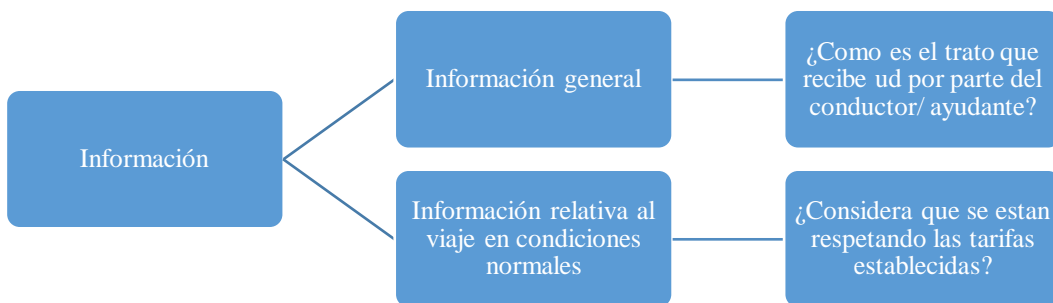 Información
Información general
¿Como es el trato que
recibe ud por parte del
conductor/ ayudante?
Información relativa al
viaje en condiciones
normales
¿Considera que se estan
respetando las tarifas
establecidas?